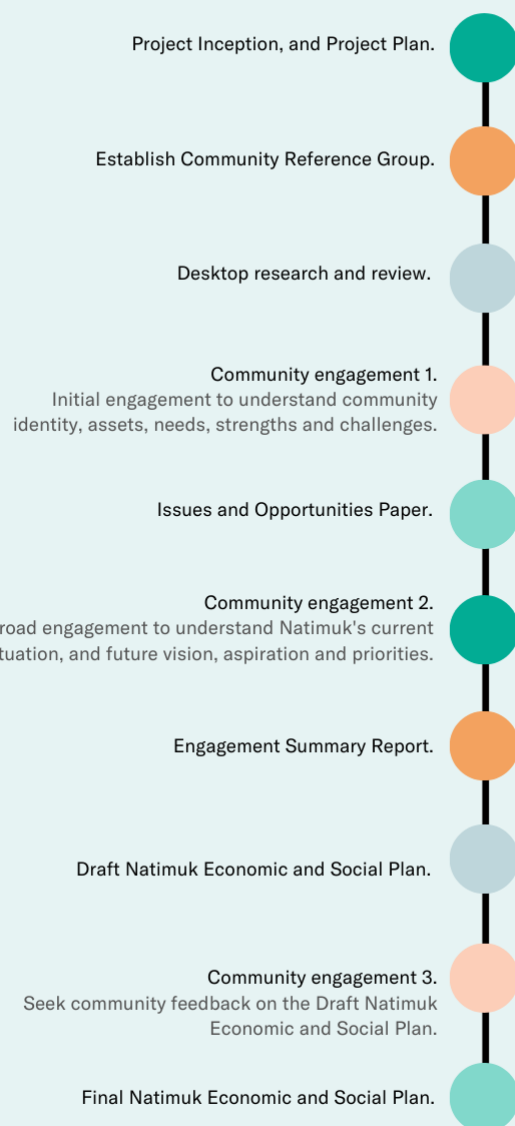 Project Inception, and Project Plan.
Establish Community Reference Group.
Desktop research and review.
Community engagement 1.
Initial engagement to understand community
identity, assets, needs, strengths and challenges.
Issues and Opportunities Paper.
Community engagement 2.
engagement to understand Natimuk's current
and future vision, aspiration and priorities.
Engagement Summary Report.
Draft Natimuk Economic and Social Plan.
Community engagement 3.
Seek community feedback on the Draft Natimuk
Economic and Social Plan.
Final Natimuk Economic and Social Plan.